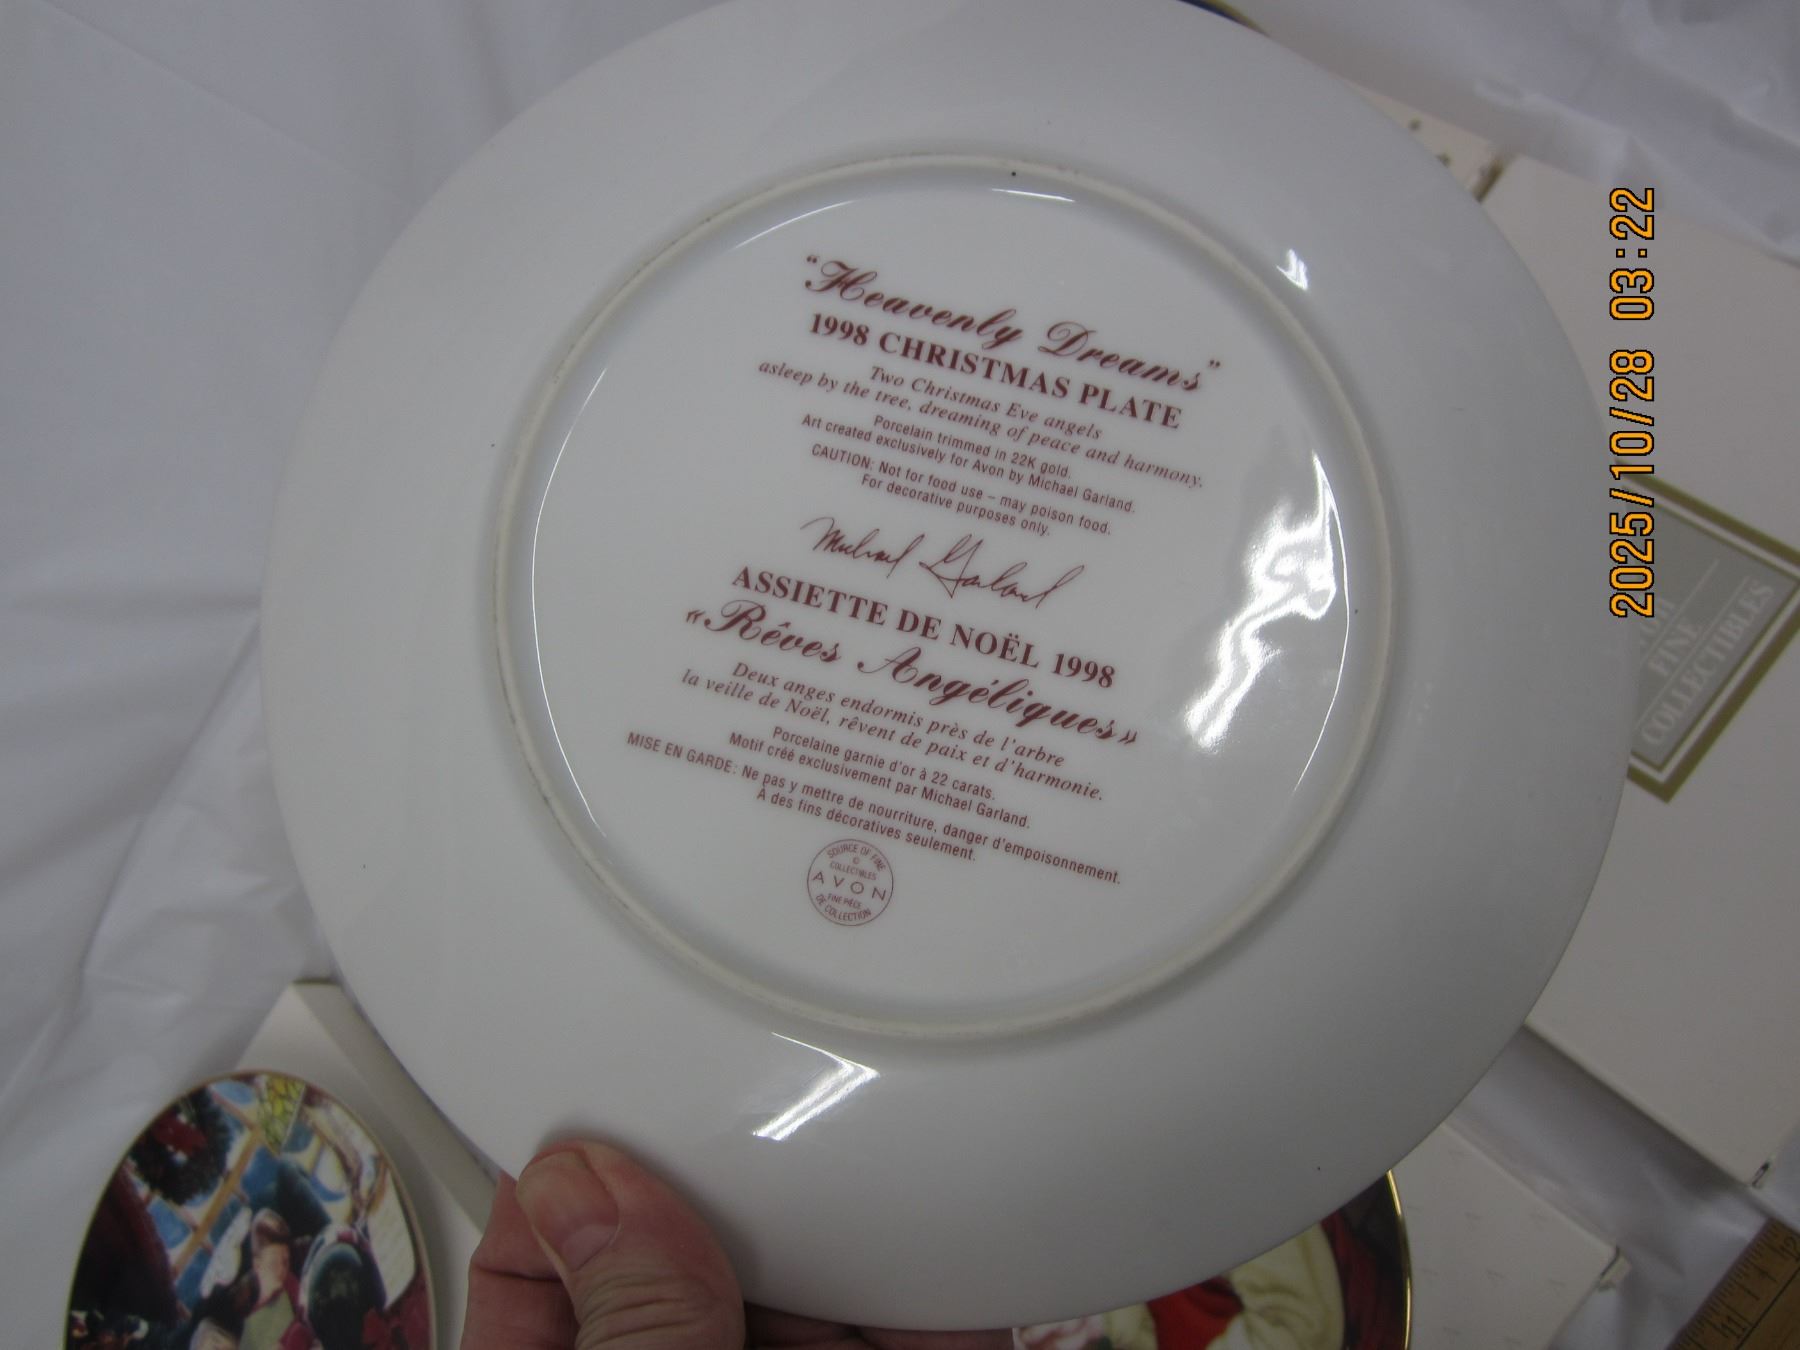 “Heavenly Dreams”
1998 CHRISTMAS PLATE
Two Christmas Eve angels
asleep by the tree, dreaming of peace and harmony.
Porcelain trimmed in 22K gold.
Art created exclusively for Avon by Michael Garland.
CAUTION: Not for food use – may poison food.
For decorative purposes only.
Michael Garland
ASSIETTE DE NOËL 1998
«Rêves Angéliques»
Deux anges endormis près de l'arbre
la veille de Noël, rêvent de paix et d'harmonie.
Porcelaine garnie d'or à 22 carats.
Motif créé exclusivement par Michael Garland.
MISE EN GARDE: Ne pas y mettre de nourriture, danger d'empoisonnement.
À des fins décoratives seulement.
SOURCE OF FINE
©
COLLECTIBLES
AVON
FINE PIÈCE
DE COLLECTION
FINE
COLLECTIBLES
2025/10/28 03:22
11
12